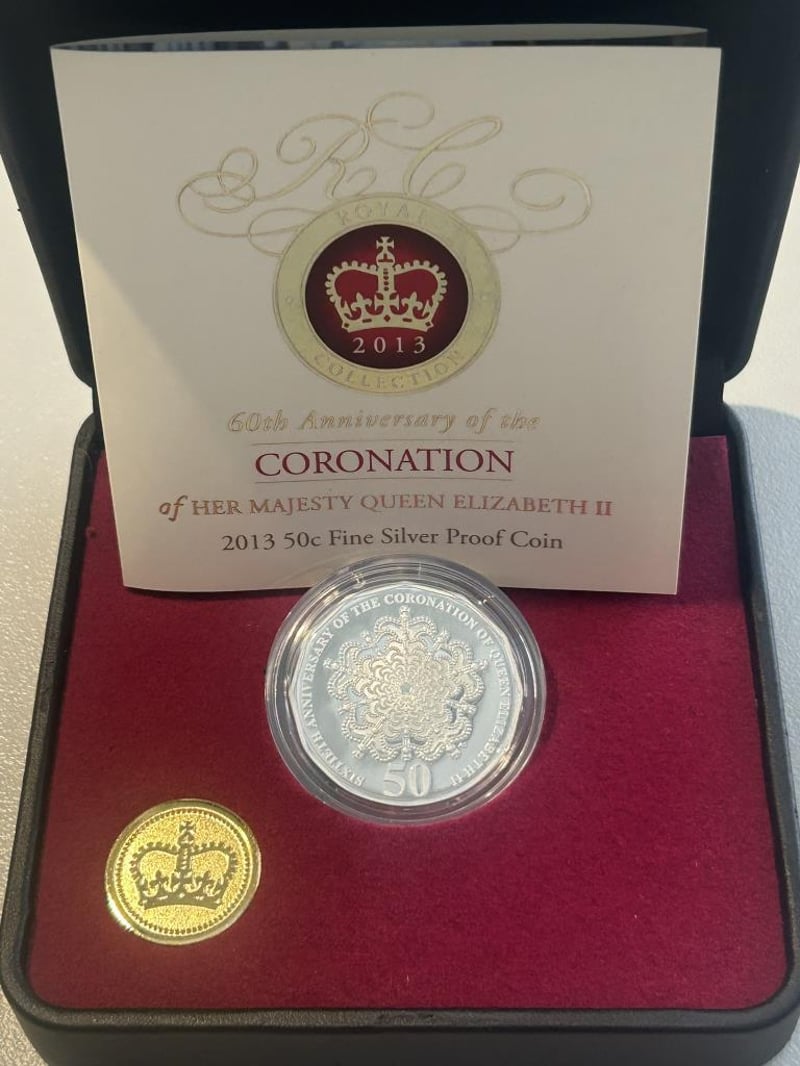 RC
ROYAL
2013
COLLECTION
60th Anniversary of the
CORONATION
of HER MAJESTY QUEEN ELIZABETH II
2013 50c Fine Silver Proof Coin
SIXTIETH ANNIVERSARY OF THE CORONATION OF QUEEN ELIZABETH II
50